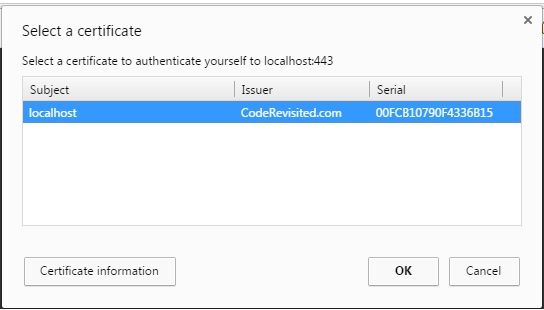 Select a certificate
Select a certificate to authenticate yourself to localhost:443
Subject Issuer Serial
localhost CodeRevisited.com 00FCB10790F4336B15
Certificate information OK Cancel